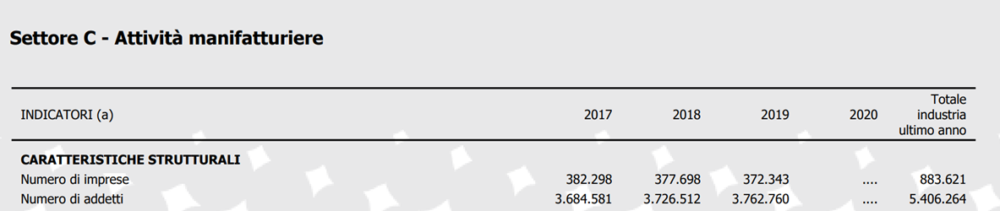 Settore C - Attività manifatturiere
INDICATORI (a) 2017 2018 2019 2020 Totale industria ultimo anno
CARATTERISTICHE STRUTTURALI
Numero di imprese 382.298 377.698 372.343 .... 883.621
Numero di addetti 3.684.581 3.726.512 3.762.760 .... 5.406.264